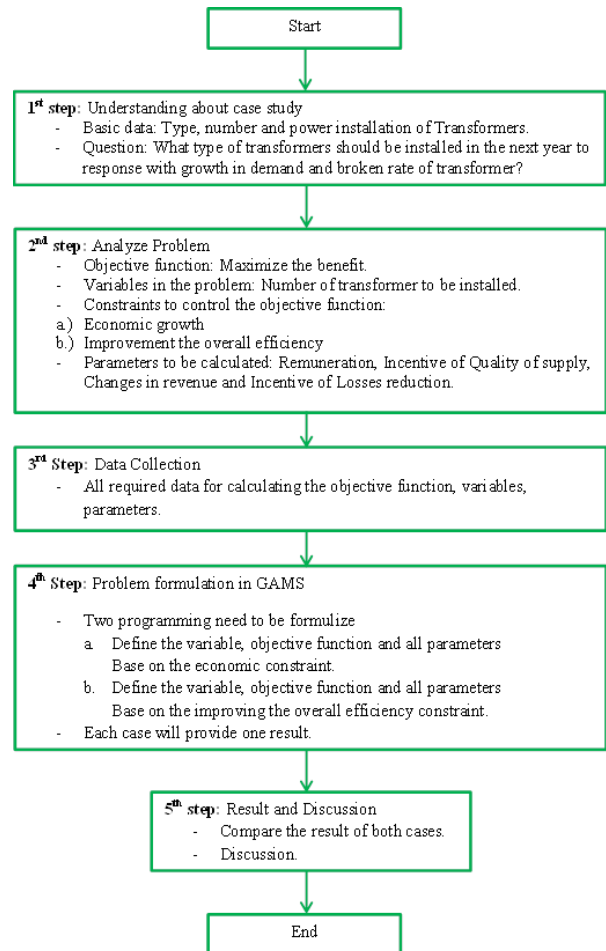 Start
1st step: Understanding about case study
- Basic data: Type, number and power installation of Transformers.
- Question: What type of transformers should be installed in the next year to
response with growth in demand and broken rate of transformer?
2nd step: Analyze Problem
- Objective function: Maximize the benefit.
- Variables in the problem: Number of transformer to be installed.
- Constraints to control the objective function:
a.) Economic growth
b.) Improvement the overall efficiency
- Parameters to be calculated: Remuneration, Incentive of Quality of supply,
Changes in revenue and Incentive of Losses reduction.
3rd Step: Data Collection
- All required data for calculating the objective function, variables,
parameters.
4th Step: Problem formulation in GAMS
- Two programming need to be formulize
a. Define the variable, objective function and all parameters
Base on the economic constraint.
b. Define the variable, objective function and all parameters
Base on the improving the overall efficiency constraint.
- Each case will provide one result.
5th step: Result and Discussion
- Compare the result of both cases.
- Discussion.
End